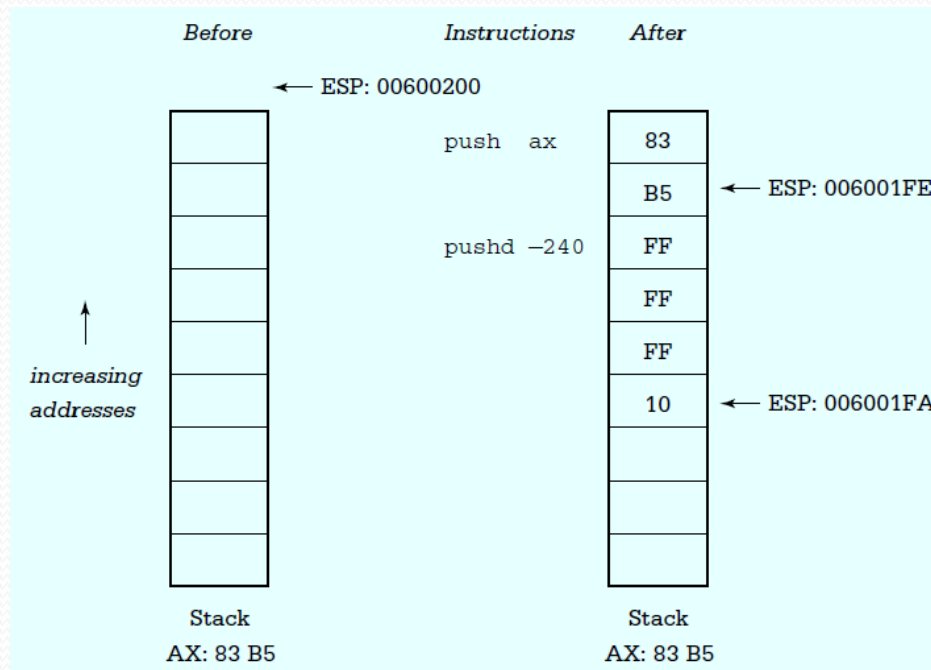 Before Instructions After
ESP: 00600200
push ax 83
B5 ESP: 006001FE
pushd –240 FF
FF
FF
increasing
addresses
10 ESP: 006001FA
Stack Stack
AX: 83 B5 AX: 83 B5